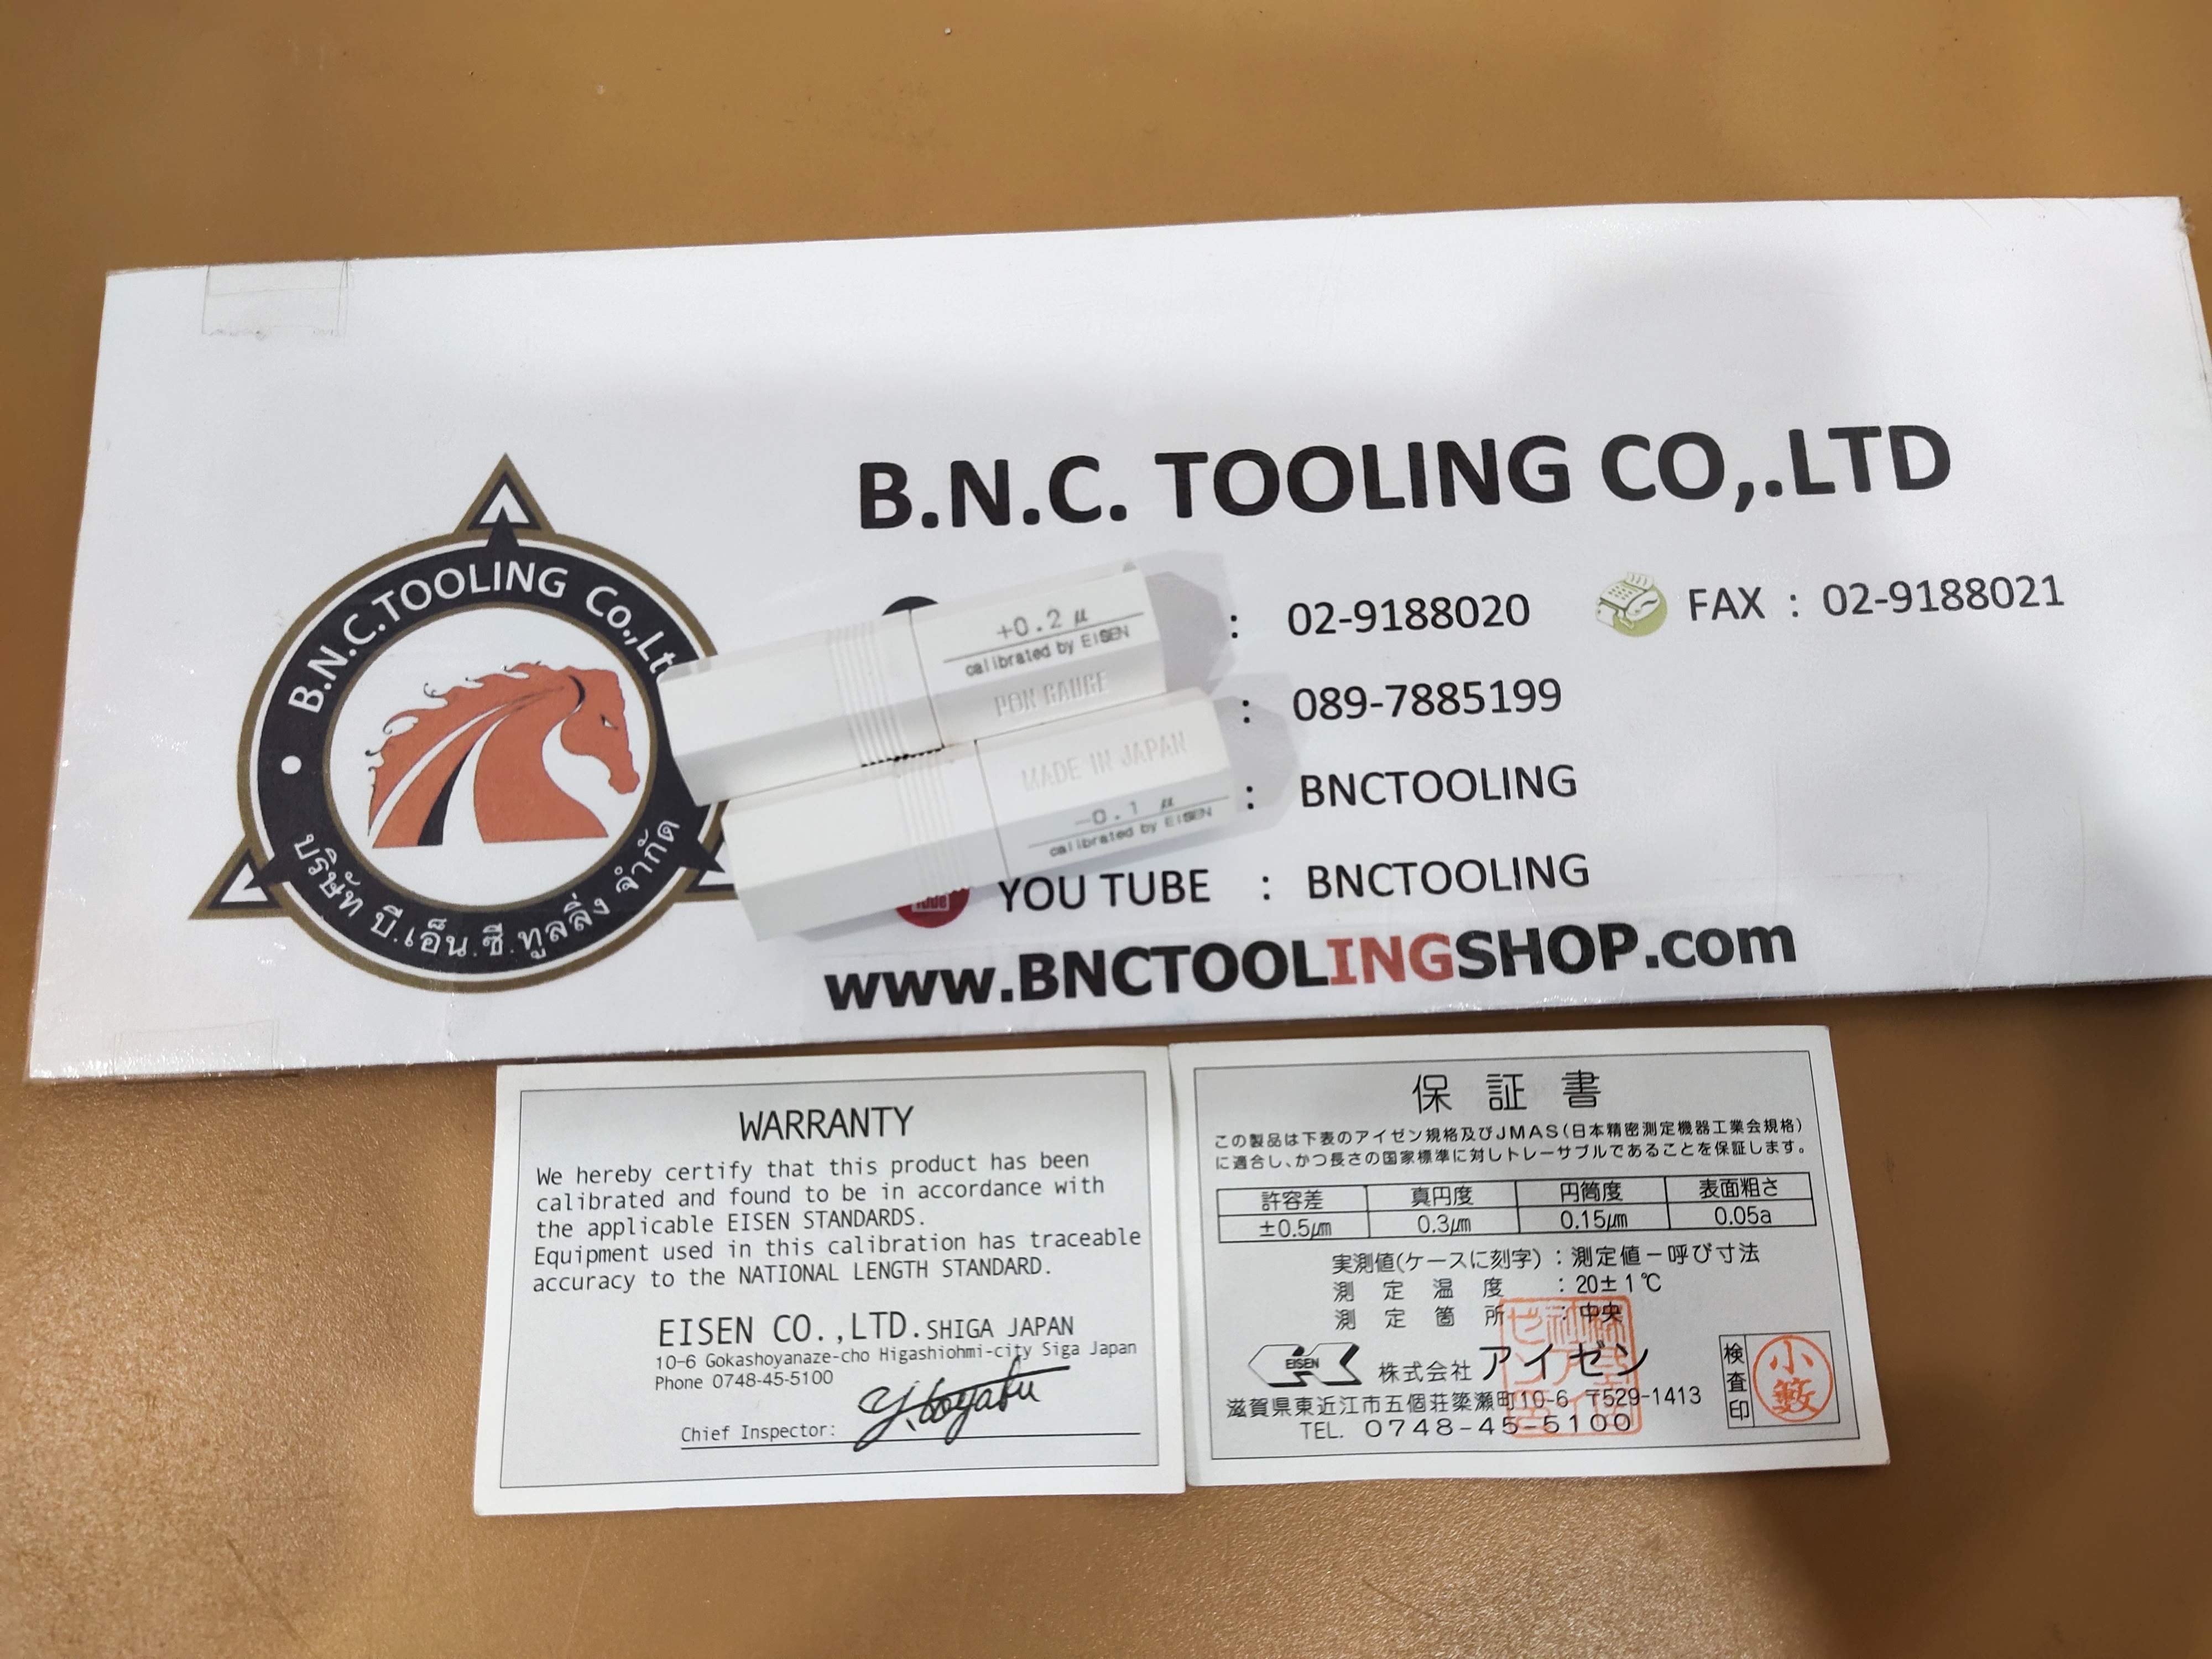 B.N.C. TOOLING CO,.LTD
B.N.C.TOOLING Co.,Lt
บริษัท บี.เอ็น.ซี.ทูลลิ่ง จำกัด
: 02-9188020
FAX : 02-9188021
: 089-7885199
: BNCTOOLING
YOU TUBE : BNCTOOLING
www.BNCTOOLINGSHOP.com
+0.2 μ
calibrated by EISEN
PON GAUGE
MADE IN JAPAN
-0.1 μ
calibrated by EISEN
WARRANTY
We hereby certify that this product has been
calibrated and found to be in accordance with
the applicable EISEN STANDARDS.
Equipment used in this calibration has traceable
accuracy to the NATIONAL LENGTH STANDARD.
EISEN CO.,LTD. SHIGA JAPAN
10-6 Gokashoyanaze-cho Higashiohmi-city Siga Japan
Phone 0748-45-5100
Chief Inspector:
保証書
この製品は下表のアイゼン規格及びJMAS(日本精密測定機器工業会規格)
に適合し、かつ長さの国家標準に対しトレーサブルであることを保証します。
許容差 真円度 円筒度 表面粗さ
±0.5μm 0.3μm 0.15μm 0.05a
実測値(ケースに刻字):測定値－呼び寸法
測定温度:20±1℃
測定箇所:中央
EISEN 株式会社アイゼン
滋賀県東近江市五個荘簗瀬町10-6 〒529-1413
TEL. 0748-45-5100
検査印
小籔